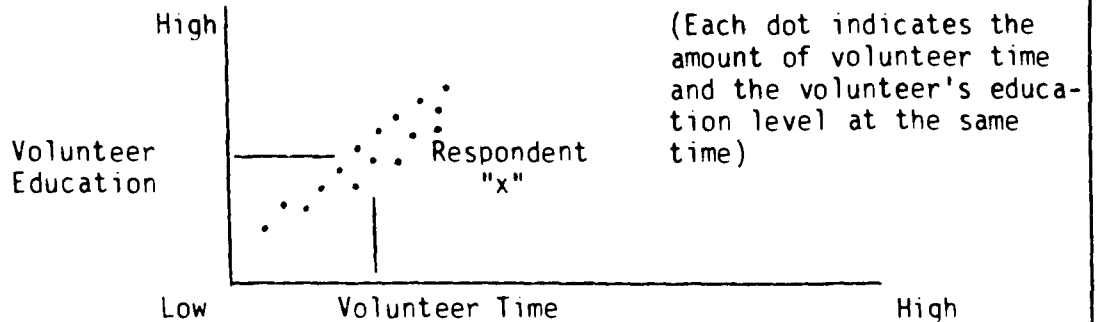 High
(Each dot indicates the
amount of volunteer time
and the volunteer's educa-
tion level at the same
time)
Volunteer
Education
Respondent
"x"
Low Volunteer Time High